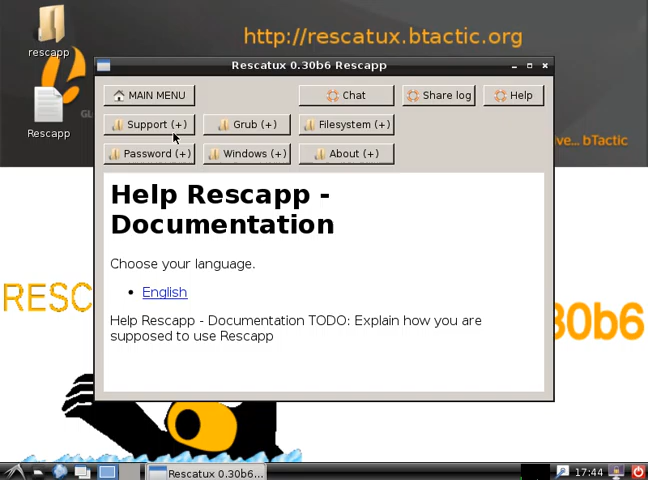 http://rescatux.btactic.org
rescapp
Rescapp
Rescatux 0.30b6 Rescapp
MAIN MENU
Chat
Share log
Help
Support (+)
Grub (+)
Filesystem (+)
Password (+)
Windows (+)
About (+)
ve... bTactic
Help Rescapp -
Documentation
Choose your language.
• English
Help Rescapp - Documentation TODO: Explain how you are
supposed to use Rescapp
RESC
30b6
Rescatux 0.30b6...
17:44